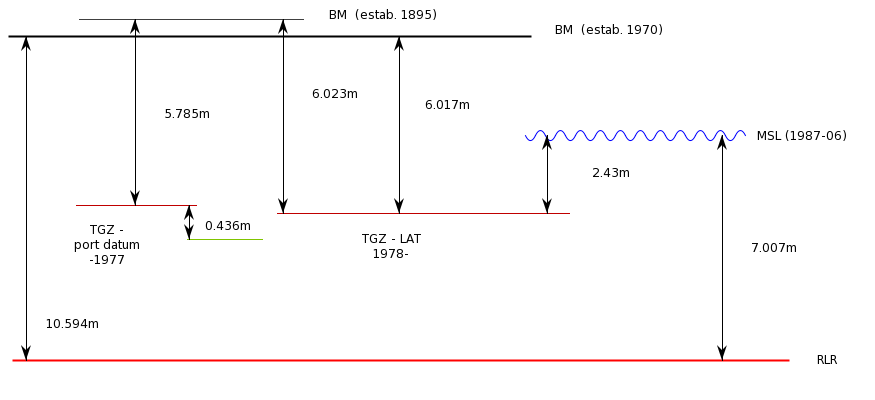 BM (estab. 1895)
BM (estab. 1970)
6.023m
6.017m
5.785m
MSL (1987-06)
2.43m
0.436m
TGZ -
port datum
-1977
TGZ - LAT
1978-
7.007m
10.594m
RLR